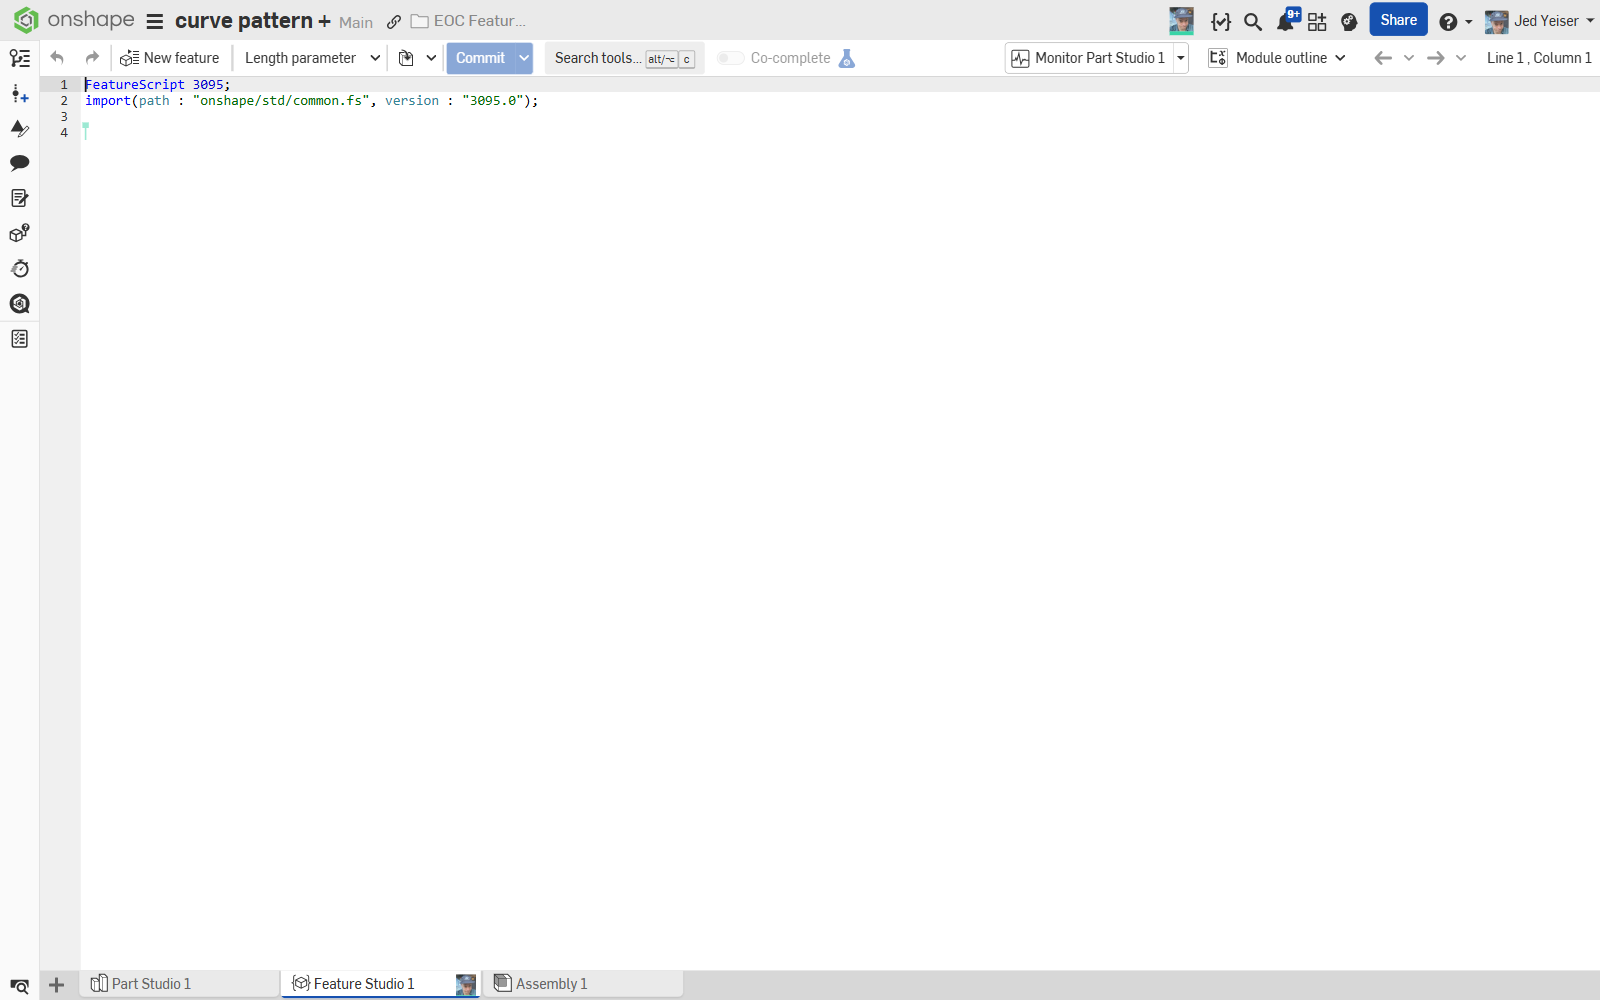 onshape curve pattern + Main EOC Featur... 9+ Share Jed Yeiser
New feature Length parameter Commit Search tools... alt/⌥ c Co-complete Monitor Part Studio 1 Module outline Line 1 , Column 1
1 FeatureScript 3095;
2 import(path : "onshape/std/common.fs", version : "3095.0");
3
4
Part Studio 1 Feature Studio 1 Assembly 1